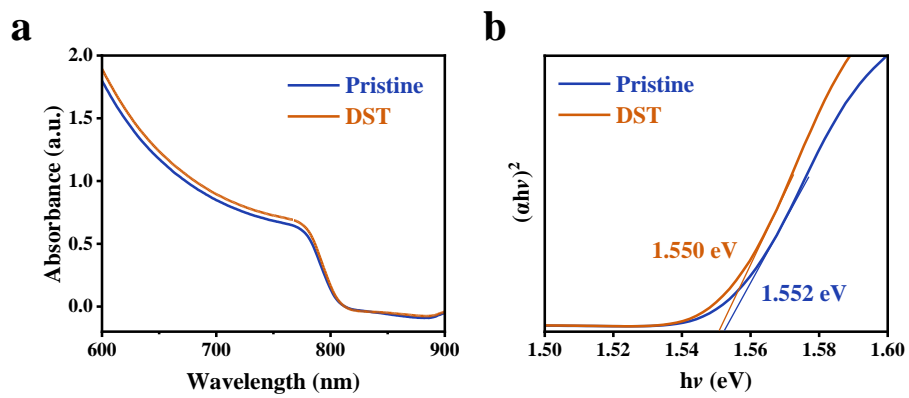 a
2.0
1.5
1.0
0.5
0.0
Absorbance (a.u.)
Pristine
DST
600
700
800
900
Wavelength (nm)
b
Pristine
DST
(αhν)²
1.550 eV
1.552 eV
1.50
1.52
1.54
1.56
1.58
1.60
hν (eV)